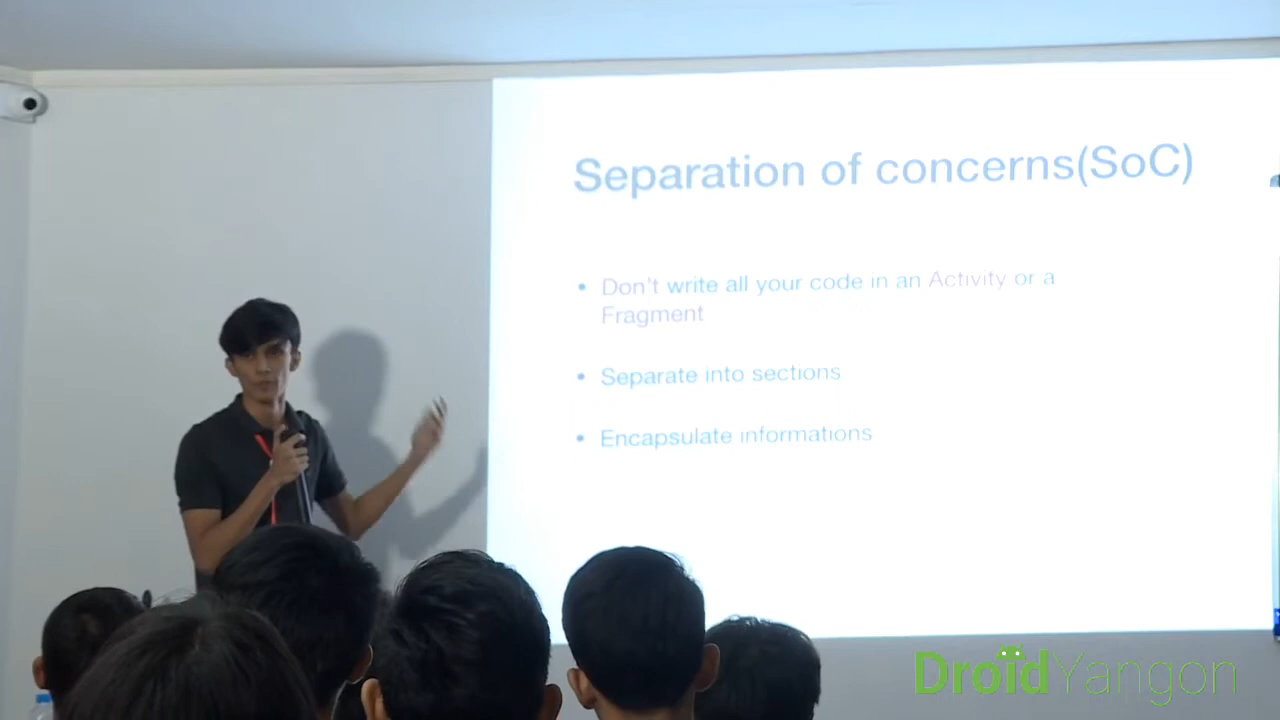 Separation of concerns(SoC)
• Don't write all your code in an Activity or a
Fragment
• Separate into sections
• Encapsulate informations
DroidYangon